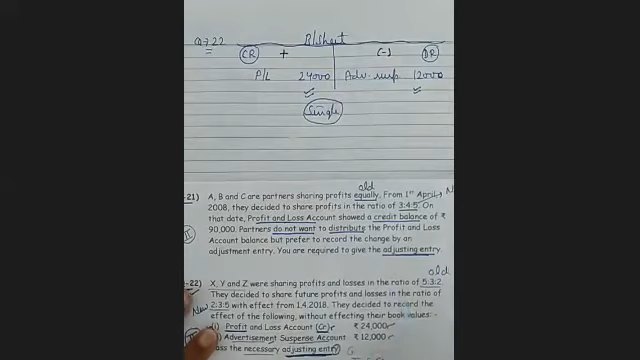 Q→22
B/Sheet
CR + (-) DR
P/L 24000 Adv. susp. 12000
Single
old
-21) A, B and C are partners sharing profits equally. From 1st April,
2008, they decided to share profits in the ratio of 3:4:5. On
that date, Profit and Loss Account showed a credit balance of ₹
90,000. Partners do not want to distribute the Profit and Loss
Account balance but prefer to record the change by an
adjustment entry. You are required to give the adjusting entry.
old
-22) X, Y and Z were sharing profits and losses in the ratio of 5:3:2.
They decided to share future profits and losses in the ratio of
New 2:3:5 with effect from 1.4.2018. They decided to record the
effect of the following, without effecting their book values:-
(i) Profit and Loss Account (Cr) ₹ 24,000
Advertisement Suspense Account ₹ 12,000
ass the necessary adjusting entry